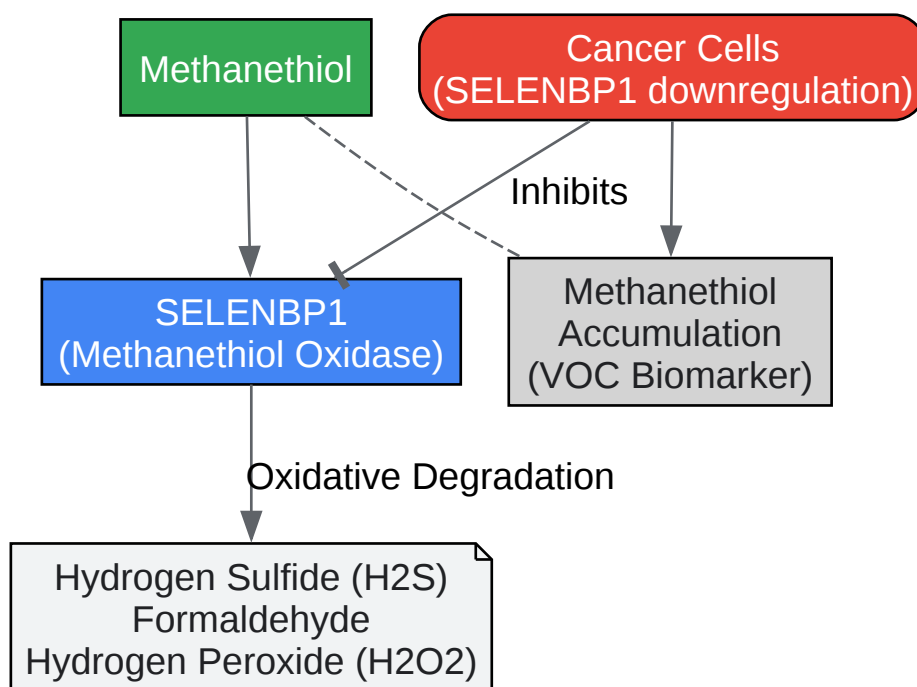 Methanethiol
Cancer Cells
(SELENBP1 downregulation)
Inhibits
SELENBP1
(Methanethiol Oxidase)
Methanethiol
Accumulation
(VOC Biomarker)
Oxidative Degradation
Hydrogen Sulfide (H2S)
Formaldehyde
Hydrogen Peroxide (H2O2)